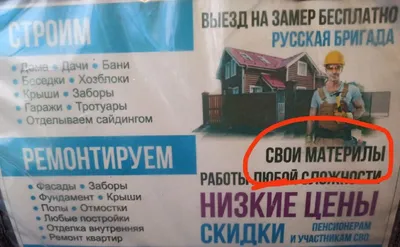 СТРОИМ
• Дома • Дачи • Бани
• Беседки • Хозблоки
• Крыши • Заборы
• Гаражи • Тротуары
• Отделываем сайдингом
РЕМОНТИРУЕМ
• Фасады • Заборы
• Фундамент • Крыши
• Полы • Отмостки
• Любые постройки
• Отделка внутренняя
• Ремонт квартир
ВЫЕЗД НА ЗАМЕР БЕСПЛАТНО
РУССКАЯ БРИГАДА
СВОИ МАТЕРИЛЫ
РАБОТЫ ЛЮБОЙ СЛОЖНОСТИ
НИЗКИЕ ЦЕНЫ
СКИДКИ ПЕНСИОНЕРАМ
И УЧАСТНИКАМ СВО